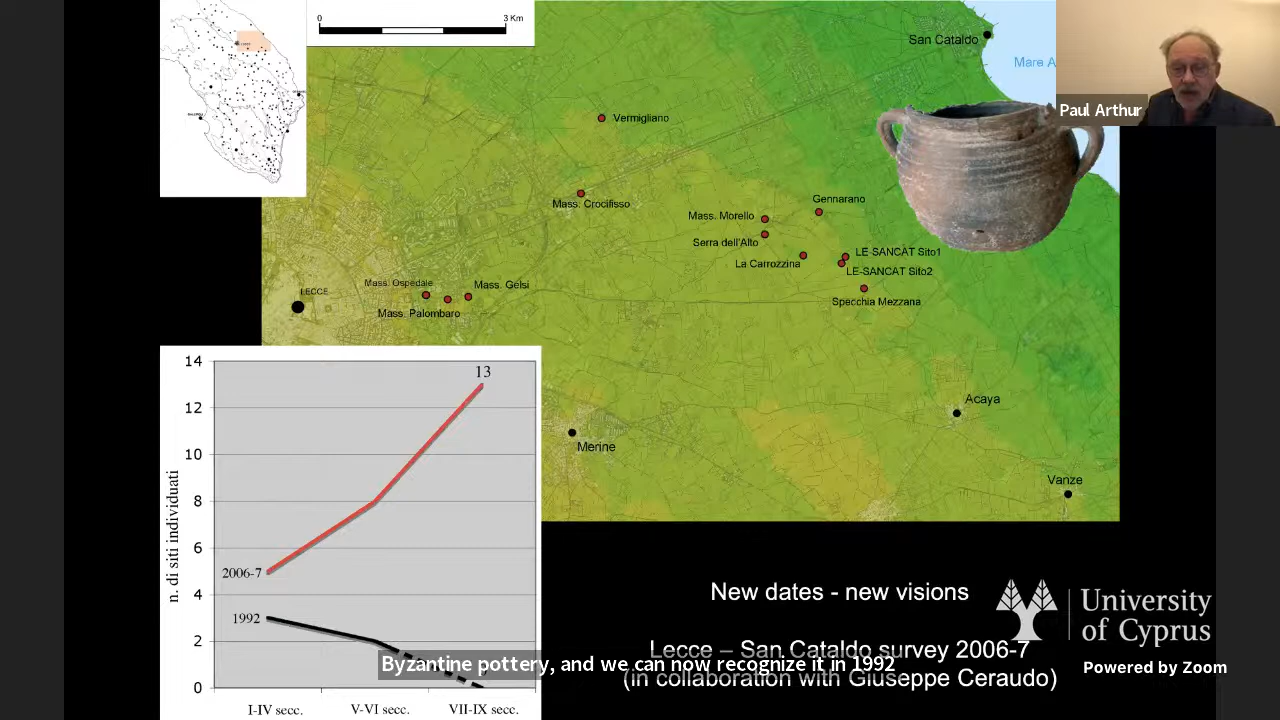 0
3 Km
San Cataldo
Mare A
Paul Arthur
Vermigliano
Mass. Crocifisso
Gennarano
Mass. Morello
Serra dell'Alto
La Carrozzina
LE-SANCAT Sito1
LE-SANCAT Sito2
Specchia Mezzana
Mass. Ospedale
Mass. Gelsi
Mass. Palombaro
LECCE
Acaya
Merine
Vanze
14
12
10
8
6
4
2
0
n. di siti individuati
13
2006-7
1992
I-IV secc.
V-VI secc.
VII-IX secc.
New dates - new visions
Lecce – San Cataldo survey 2006-7
(in collaboration with Giuseppe Ceraudo)
Byzantine pottery, and we can now recognize it in 1992
University
of Cyprus
Powered by Zoom